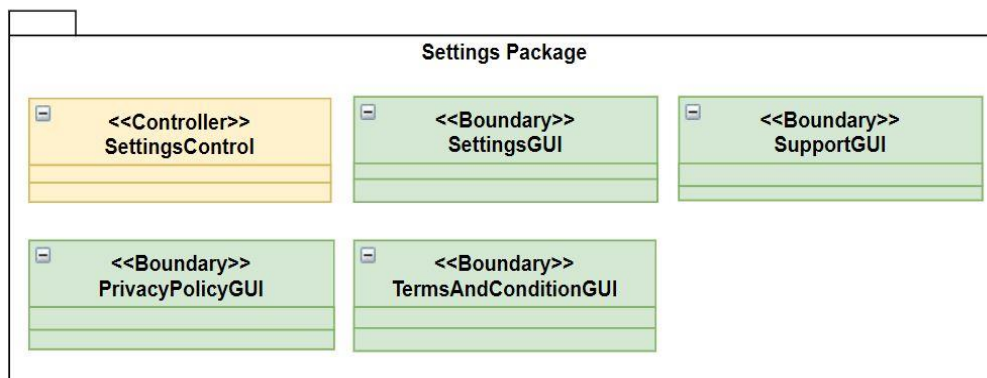 Settings Package
<<Controller>>
SettingsControl
<<Boundary>>
SettingsGUI
<<Boundary>>
SupportGUI
<<Boundary>>
PrivacyPolicyGUI
<<Boundary>>
TermsAndConditionGUI